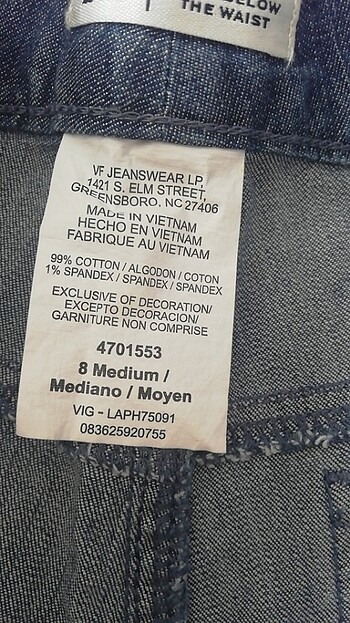 BELOW
THE WAIST
VF JEANSWEAR LP,
1421 S. ELM STREET,
GREENSBORO, NC 27406
MADE IN VIETNAM
HECHO EN VIETNAM
FABRIQUE AU VIETNAM
99% COTTON / ALGODON / COTON
1% SPANDEX / SPANDEX / SPANDEX
EXCLUSIVE OF DECORATION/
EXCEPTO DECORACION/
GARNITURE NON COMPRISE
4701553
8 Medium /
Mediano / Moyen
VIG - LAPH75091
083625920755